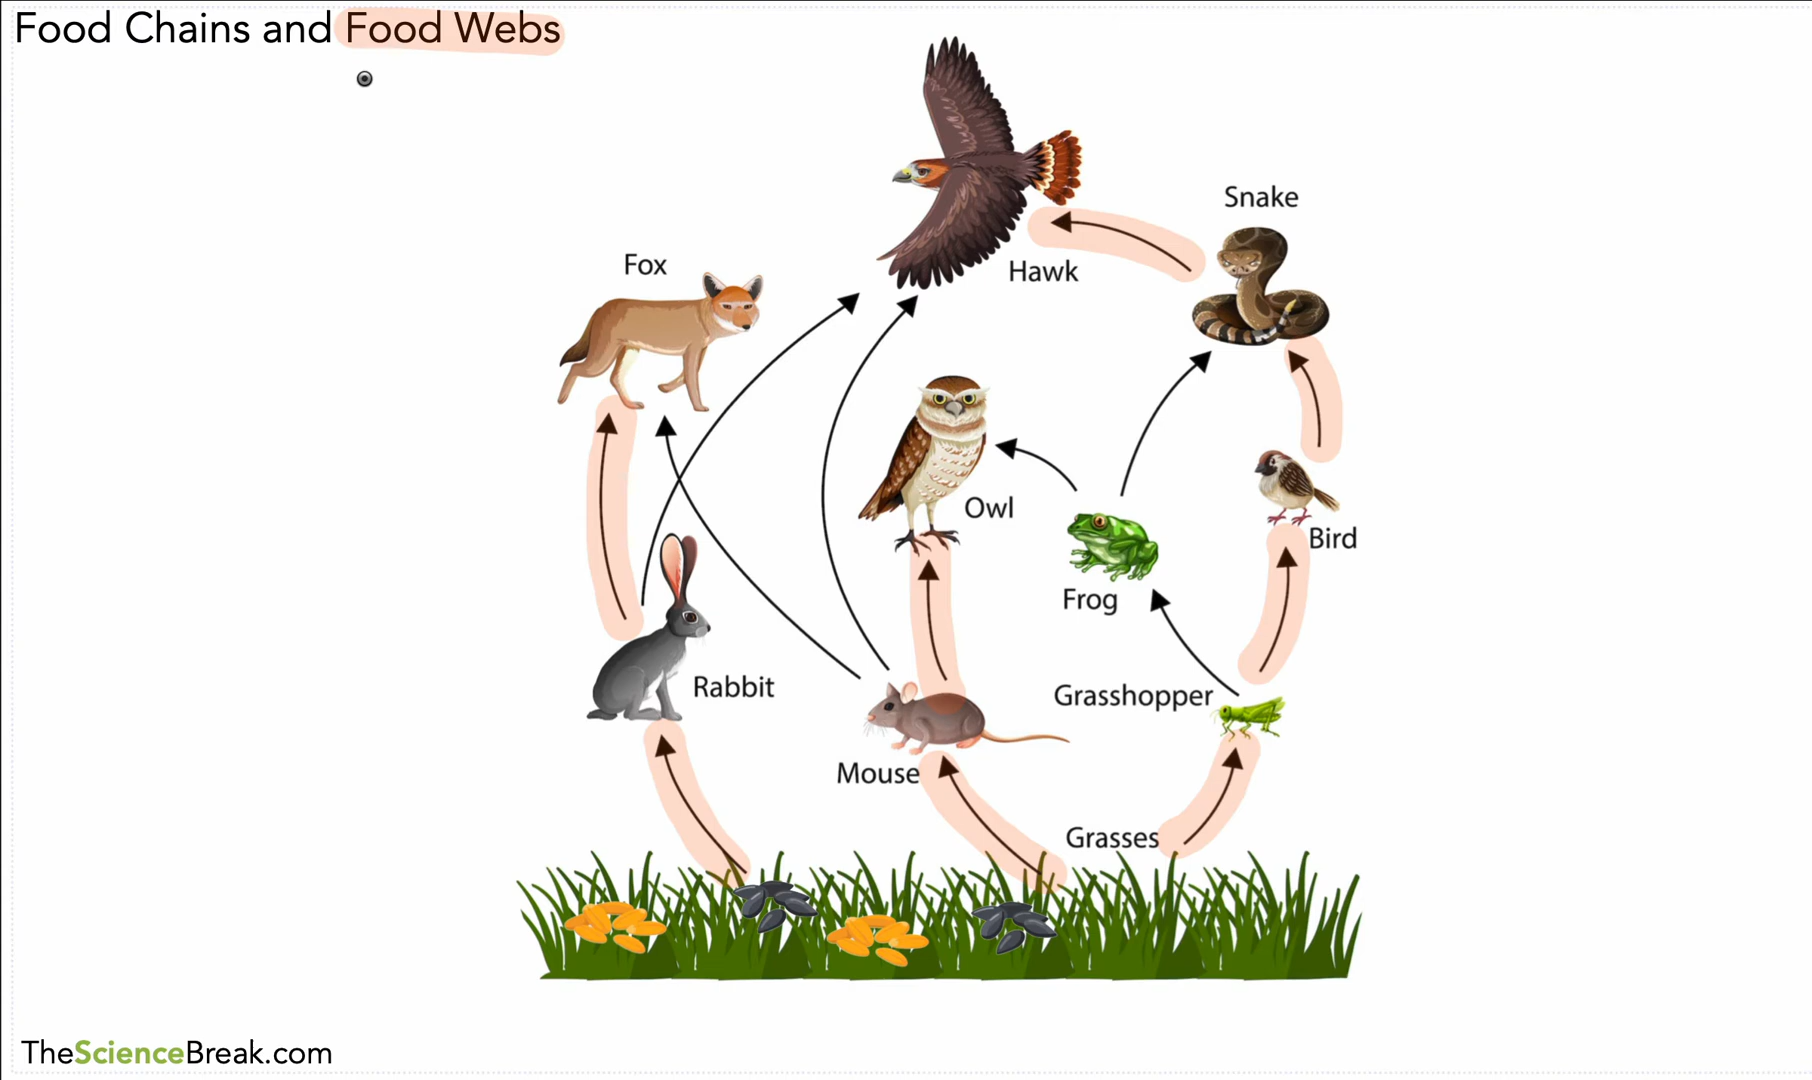 Food Chains and Food Webs
Snake
Fox
Hawk
Owl
Bird
Frog
Rabbit
Grasshopper
Mouse
Grasses
TheScienceBreak.com